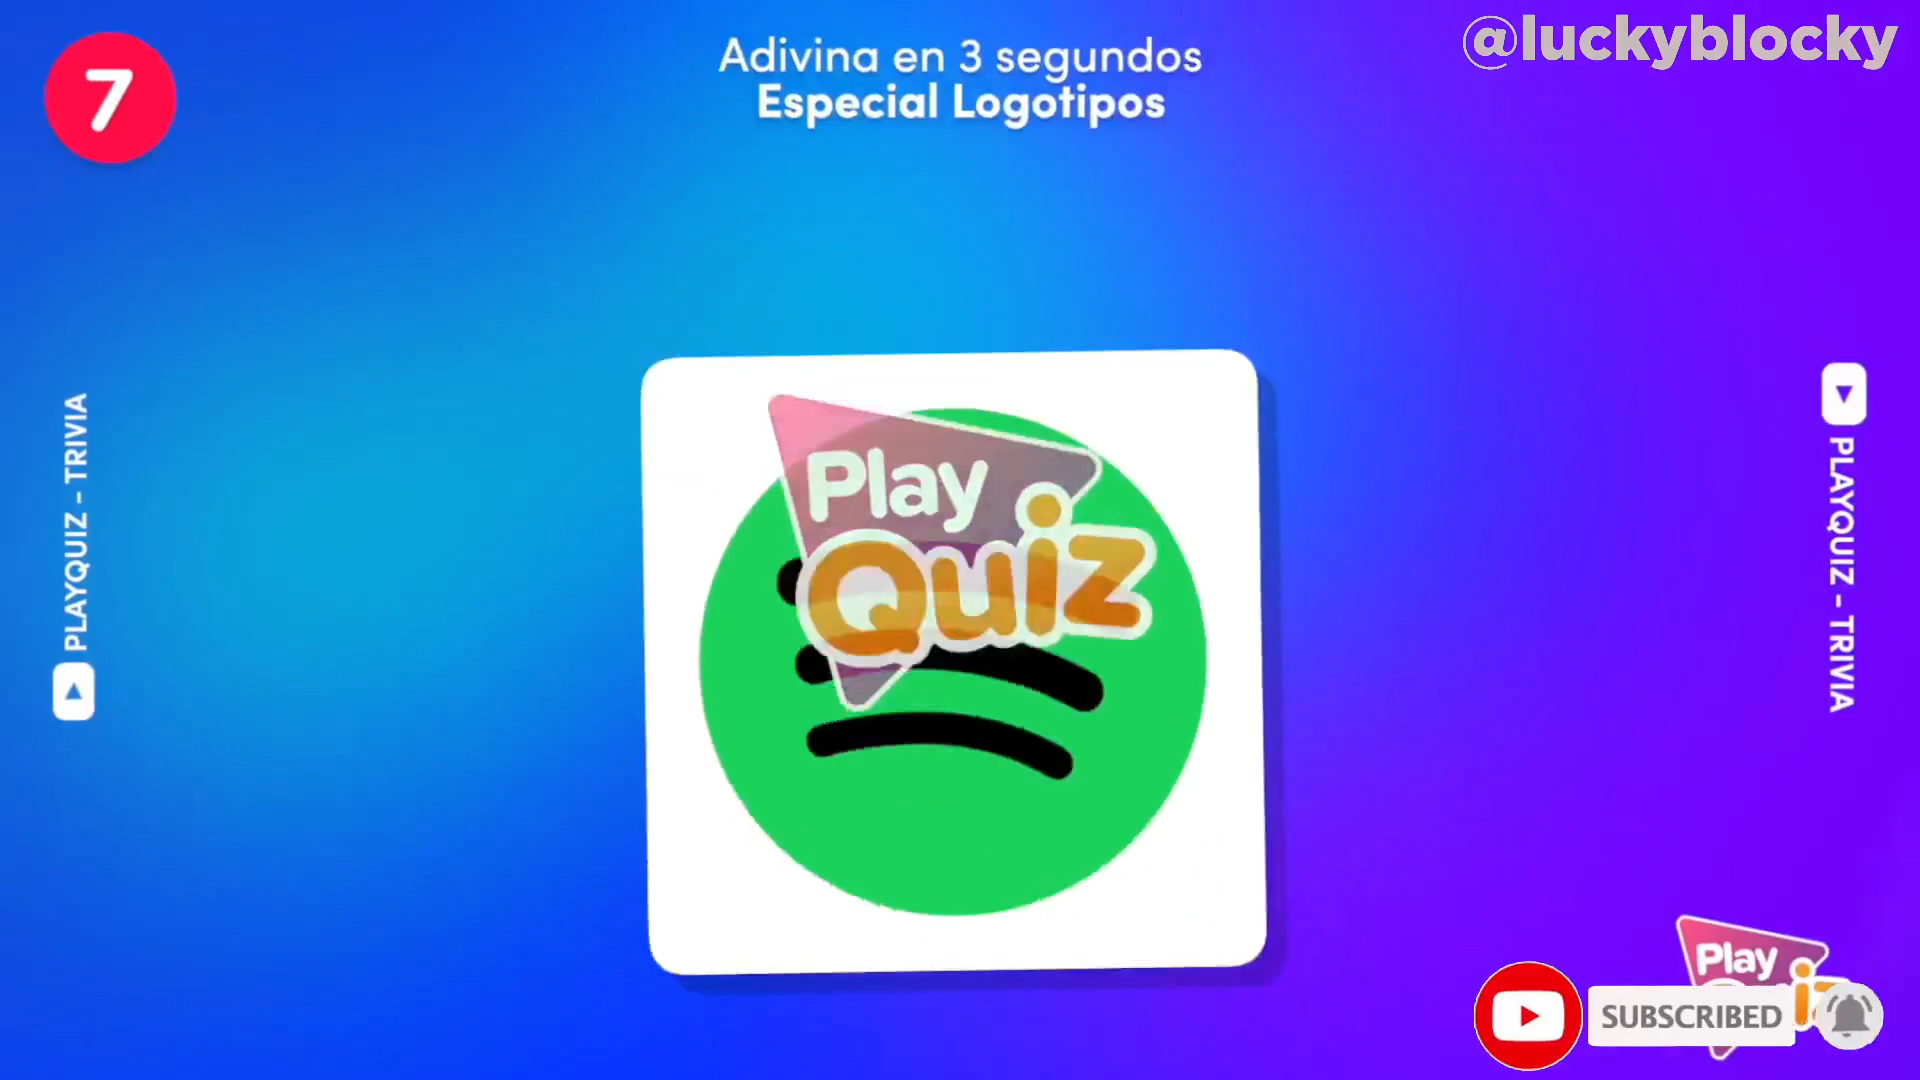 7
Adivina en 3 segundos
Especial Logotipos
@luckyblocky
PLAYQUIZ - TRIVIA
Play
Quiz
PLAYQUIZ - TRIVIA
Play
SUBSCRIBED